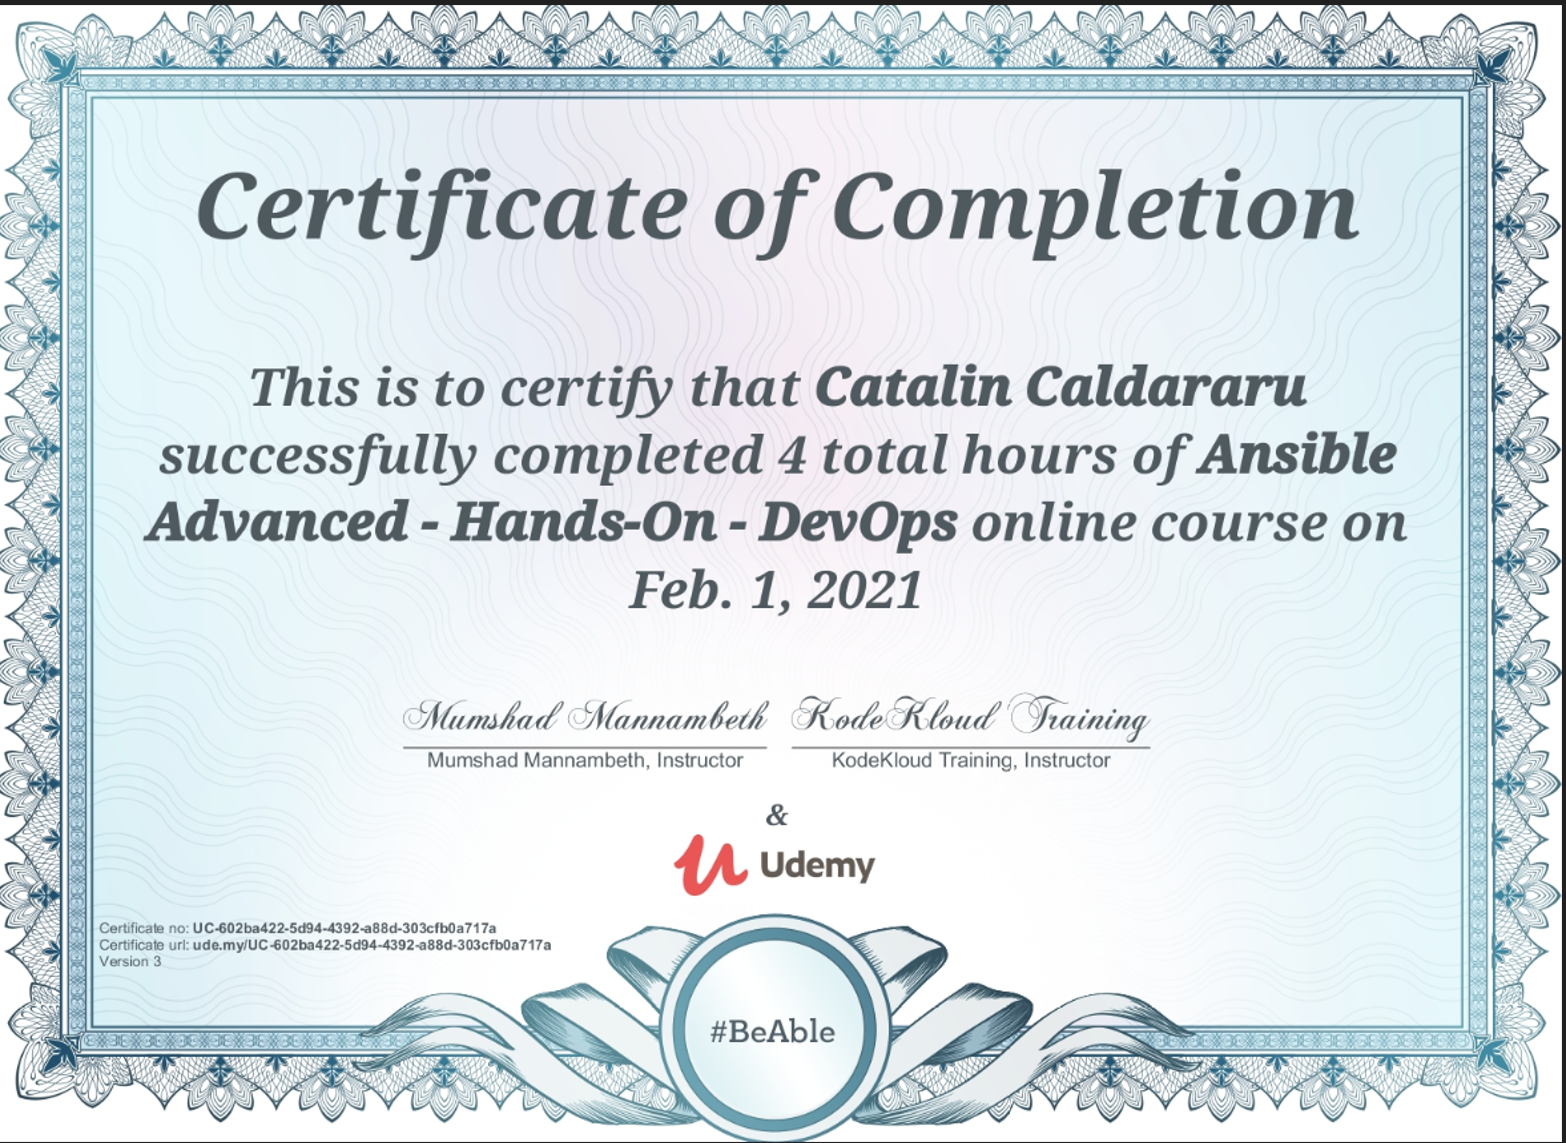 Certificate of Completion
This is to certify that Catalin Caldararu
successfully completed 4 total hours of Ansible
Advanced - Hands-On - DevOps online course on
Feb. 1, 2021
Mumshad Mannambeth KodeKloud Training
Mumshad Mannambeth, Instructor KodeKloud Training, Instructor
&
Udemy
Certificate no: UC-602ba422-5d94-4392-a88d-303cfb0a717a
Certificate url: ude.my/UC-602ba422-5d94-4392-a88d-303cfb0a717a
Version 3
#BeAble